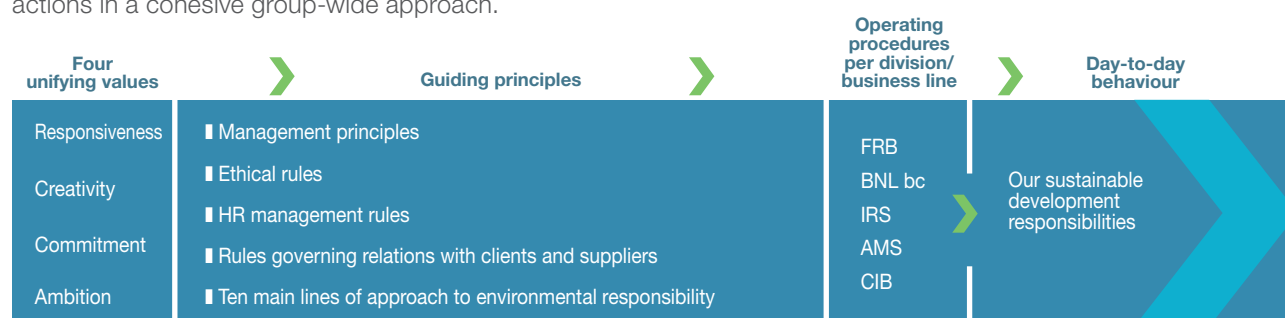 actions in a cohesive group-wide approach.
Four
unifying values
Guiding principles
Operating
procedures
per division/
business line
Day-to-day
behaviour
Responsiveness
Creativity
Commitment
Ambition
Management principles
Ethical rules
HR management rules
Rules governing relations with clients and suppliers
Ten main lines of approach to environmental responsibility
FRB
BNL bc
IRS
AMS
CIB
Our sustainable
development
responsibilities